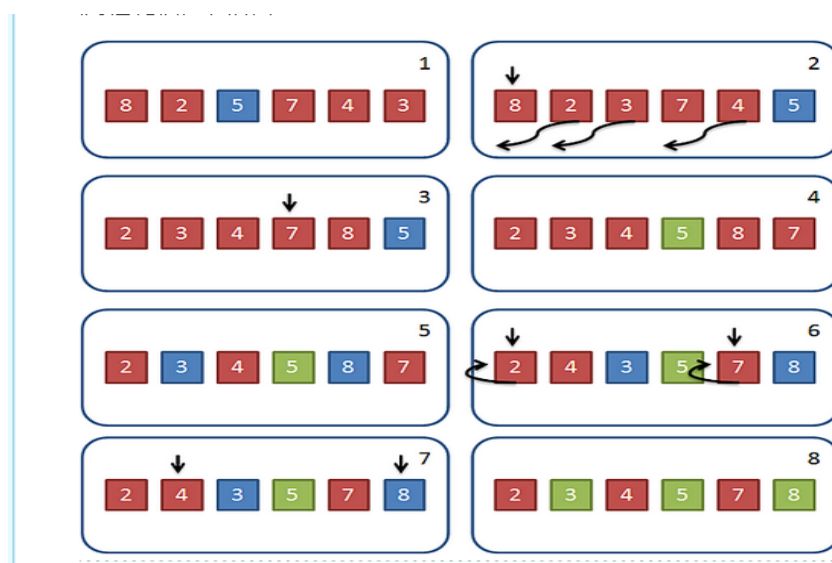 1
8 2 5 7 4 3
2
8 2 3 7 4 5
3
2 3 4 7 8 5
4
2 3 4 5 8 7
5
2 3 4 5 8 7
6
2 4 3 5 7 8
7
2 4 3 5 7 8
8
2 3 4 5 7 8